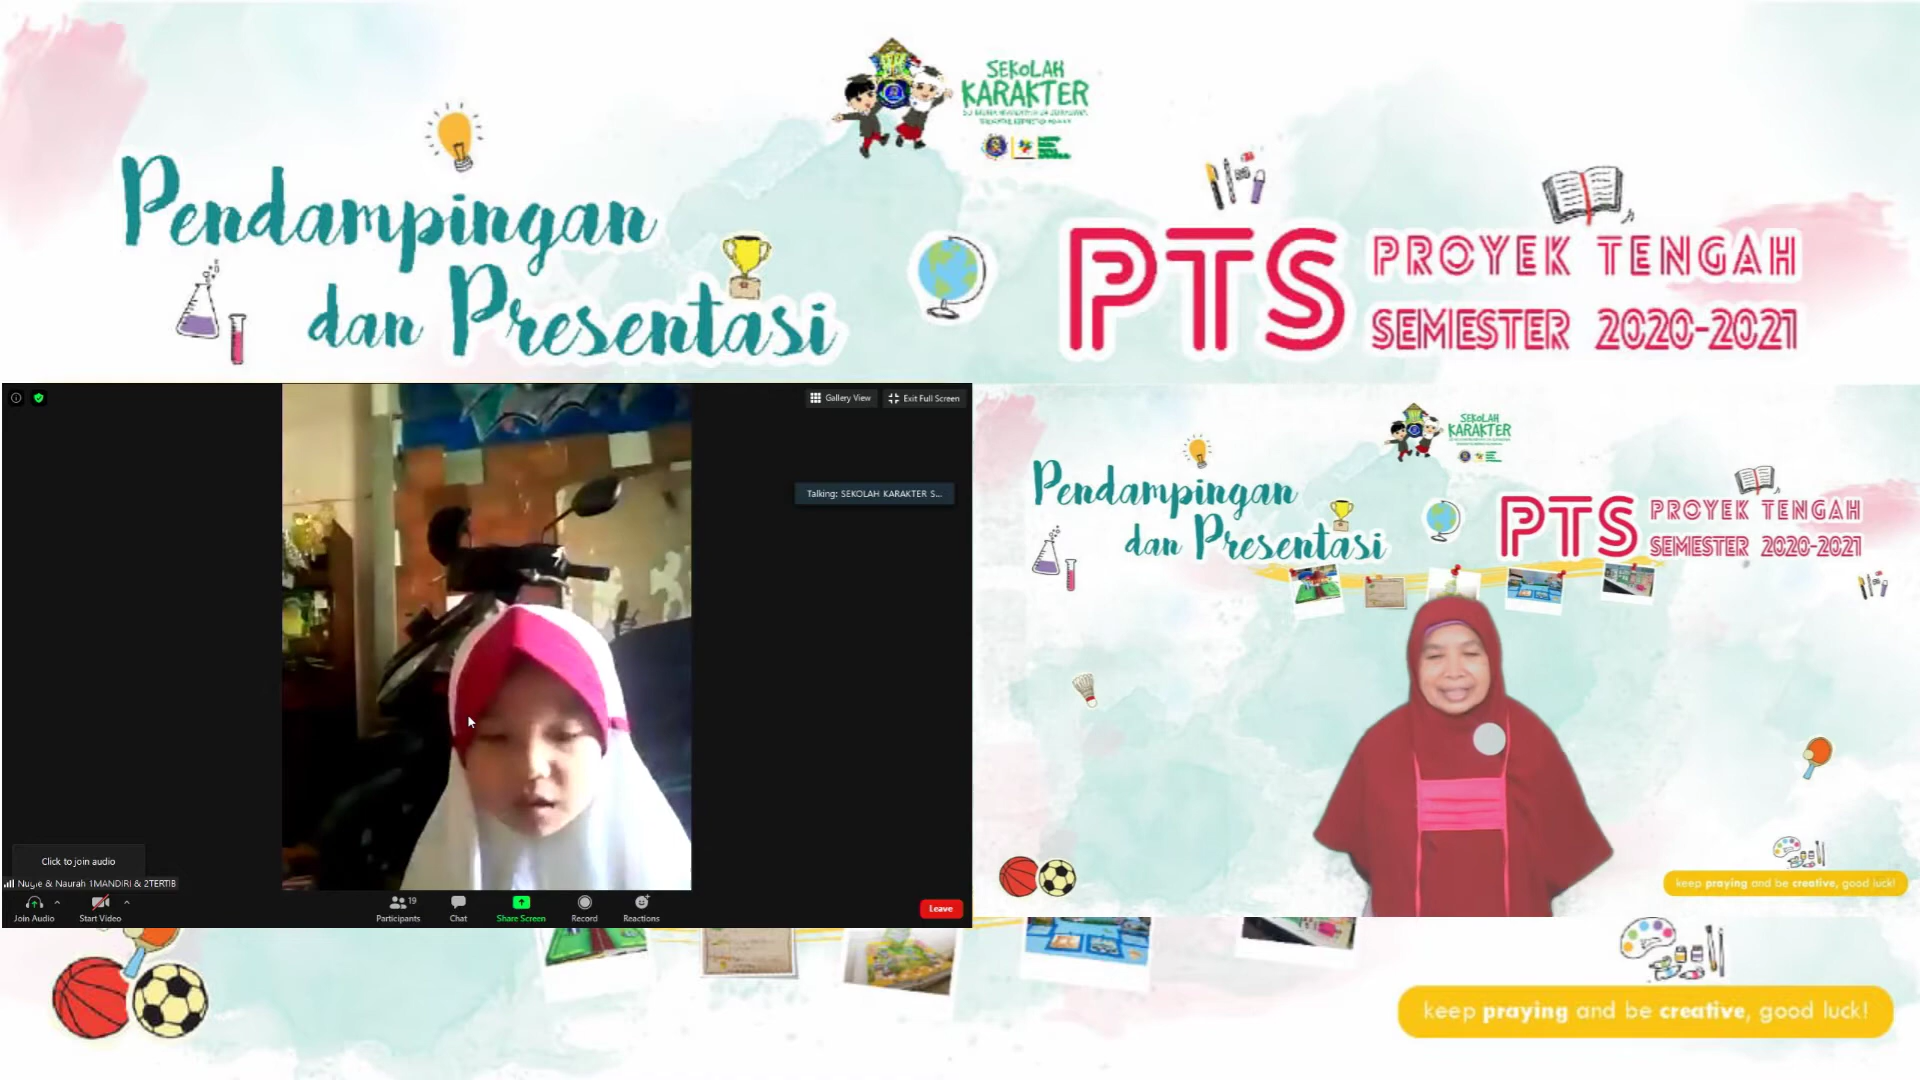 SEKOLAH
KARAKTER
Pendampingan
dan Presentasi
PTS
PROYEK TENGAH
SEMESTER 2020-2021
Gallery View
Exit Full Screen
Talking: SEKOLAH KARAKTER S...
Click to join audio
Nugie & Naurah 1MANDIRI & 2TERTIB
Join Audio
Start Video
Participants
19
Chat
Share Screen
Record
Reactions
Leave
SEKOLAH
KARAKTER
Pendampingan
dan Presentasi
PTS
PROYEK TENGAH
SEMESTER 2020-2021
keep praying and be creative, good luck!
keep praying and be creative, good luck!